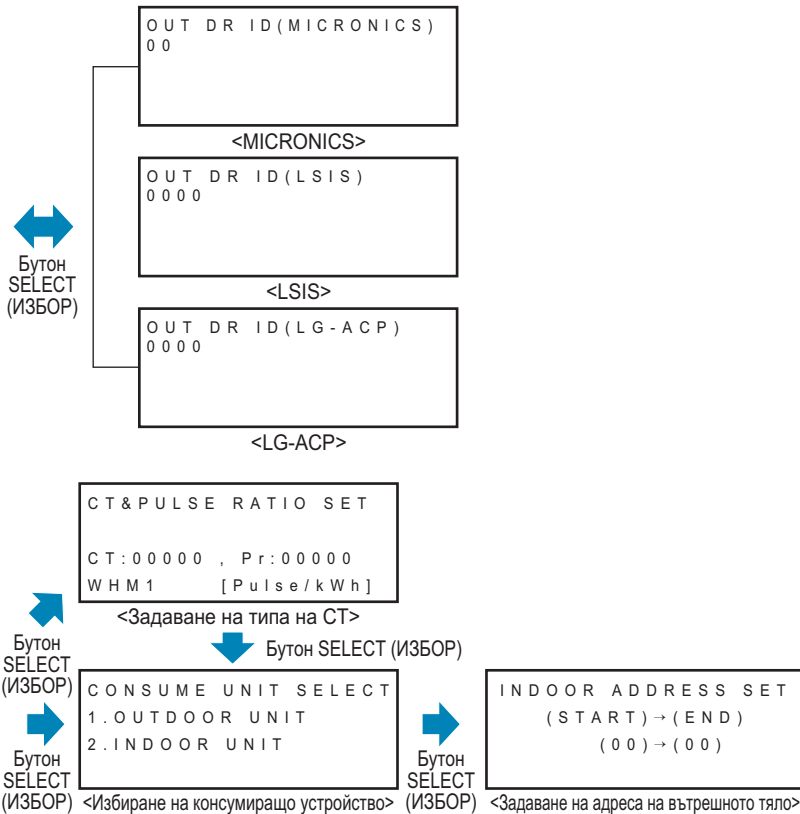 OUT DR ID(MICRONICS)
00
<MICRONICS>
OUT DR ID(LSIS)
0000
Бутон
SELECT
(ИЗБОР)
<LSIS>
OUT DR ID(LG-ACP)
0000
<LG-ACP>
CT&PULSE RATIO SET
CT:00000 , Pr:00000
WHM1 [Pulse/kWh]
<Задаване на типа на CT>
Бутон
SELECT
(ИЗБОР)
Бутон SELECT (ИЗБОР)
CONSUME UNIT SELECT
1.OUTDOOR UNIT
2.INDOOR UNIT
Бутон
SELECT
(ИЗБОР)
<Избиране на консумиращо устройство>
Бутон
SELECT
(ИЗБОР)
INDOOR ADDRESS SET
(START)→(END)
(00)→(00)
<Задаване на адреса на вътрешното тяло>